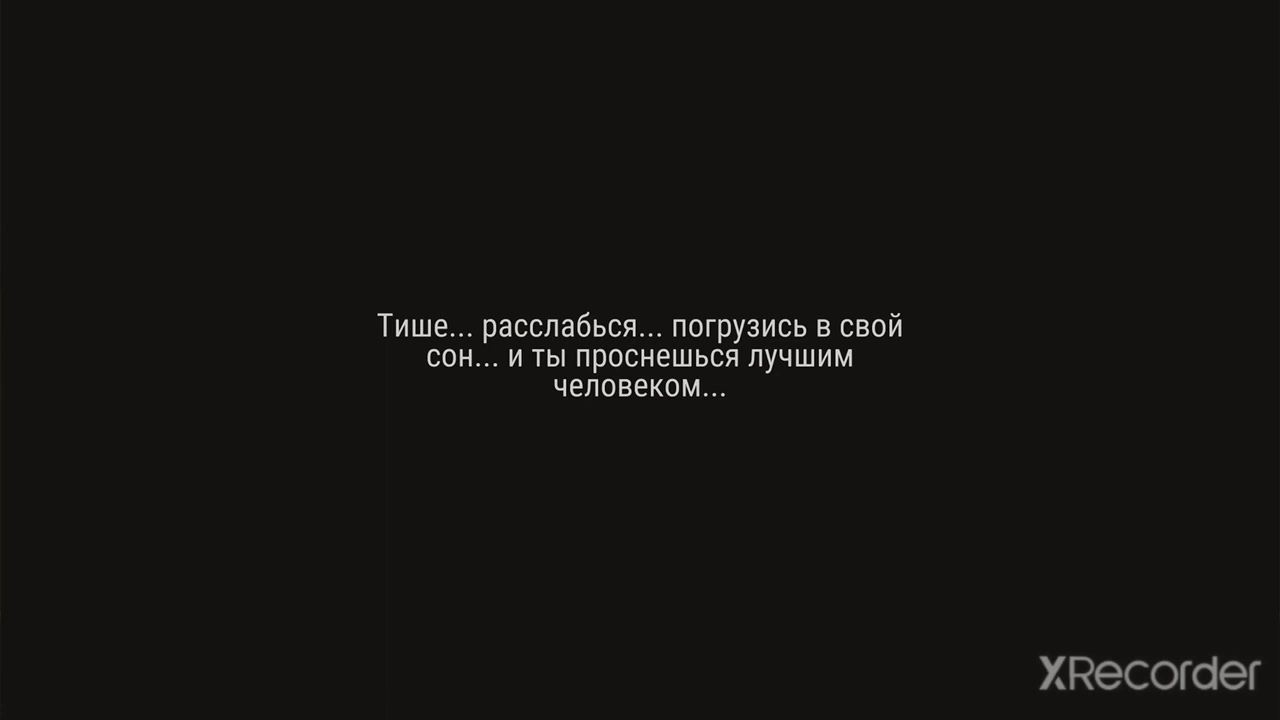 Тише... расслабься... погрузись в свой
сон... и ты проснешься лучшим
человеком...
XRecorder